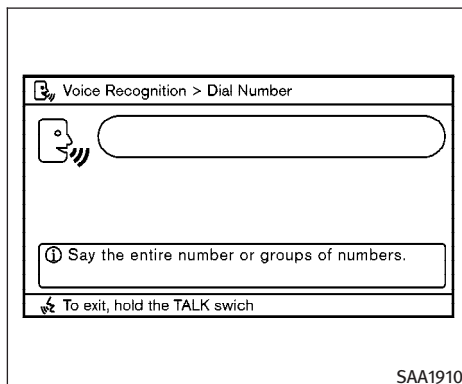 Voice Recognition > Dial Number
Say the entire number or groups of numbers.
To exit, hold the TALK swich
SAA1910